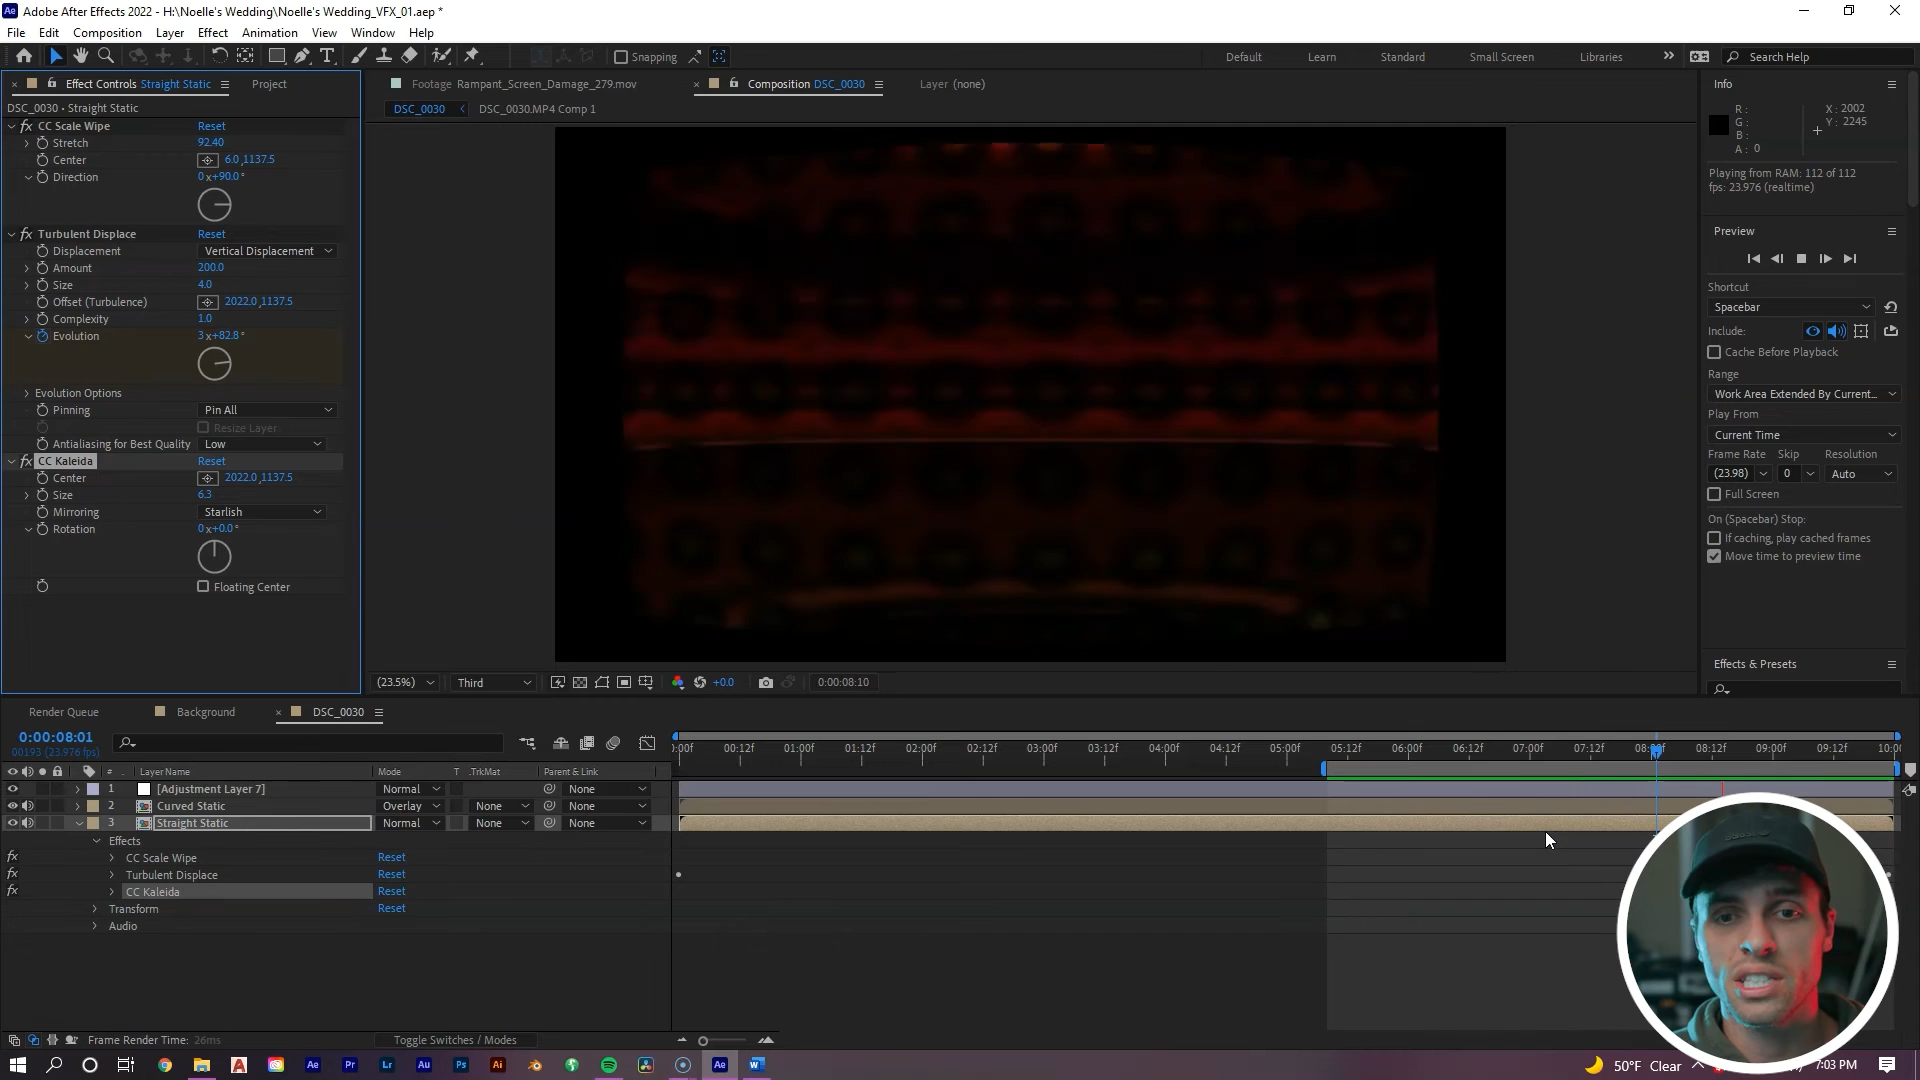 Adobe After Effects 2022 - H:\Noelle's Wedding\Noelle's Wedding_VFX_01.aep *
File Edit Composition Layer Effect Animation View Window Help
Snapping Default Learn Standard Small Screen Libraries Search Help
Effect Controls Straight Static Project
DSC_0030 • Straight Static
CC Scale Wipe Reset
Stretch 92.40
Center 6.0,1137.5
Direction 0x+90.0°
Turbulent Displace Reset
Displacement Vertical Displacement
Amount 200.0
Size 4.0
Offset (Turbulence) 2022.0,1137.5
Complexity 1.0
Evolution 3x+82.8°
Evolution Options
Pinning Pin All
Resize Layer
Antialiasing for Best Quality Low
CC Kaleida Reset
Center 2022.0,1137.5
Size 6.3
Mirroring Starlish
Rotation 0x+0.0°
Floating Center
Footage Rampant_Screen_Damage_279.mov Composition DSC_0030 Layer (none)
DSC_0030 DSC_0030.MP4 Comp 1
(23.5%) Third +0.0 0:00:08:10
Info
R:
G:
B:
A: 0
X: 2002
Y: 2245
Playing from RAM: 112 of 112
fps: 23.976 (realtime)
Preview
Shortcut
Spacebar
Include:
Cache Before Playback
Range
Work Area Extended By Current...
Play From
Current Time
Frame Rate Skip Resolution
(23.98) 0 Auto
Full Screen
On (Spacebar) Stop:
If caching, play cached frames
Move time to preview time
Effects & Presets
Render Queue Background DSC_0030
0:00:08:01
00193 (23.976 fps)
:00f 00:12f 01:00f 01:12f 02:00f 02:12f 03:00f 03:12f 04:00f 04:12f 05:00f 05:12f 06:00f 06:12f 07:00f 07:12f 08:00f 08:12f 09:00f 09:12f 10:00
# Layer Name Mode T .TrkMat Parent & Link
1 [Adjustment Layer 7] Normal None
2 Curved Static Overlay None None
3 Straight Static Normal None None
Effects
fx CC Scale Wipe Reset
fx Turbulent Displace Reset
fx CC Kaleida Reset
Transform Reset
Audio
Frame Render Time: 26ms Toggle Switches / Modes
50°F Clear 7:03 PM